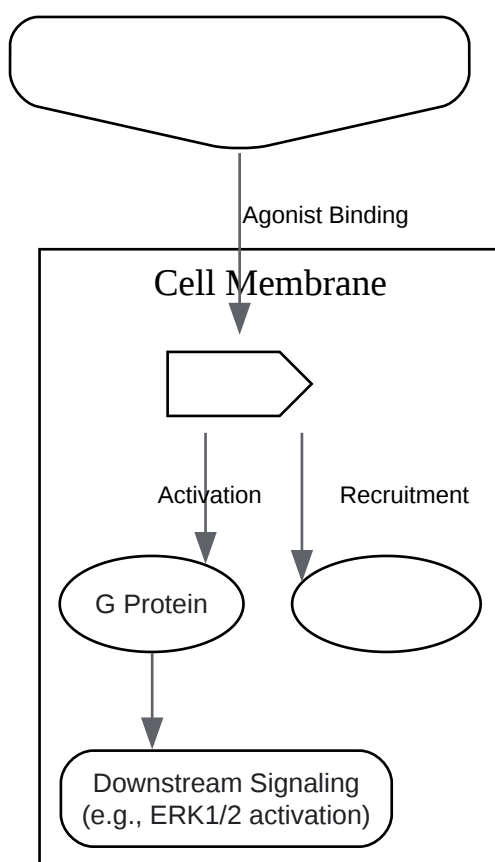 Agonist Binding
Cell Membrane
Activation
Recruitment
G Protein
Downstream Signaling
(e.g., ERK1/2 activation)